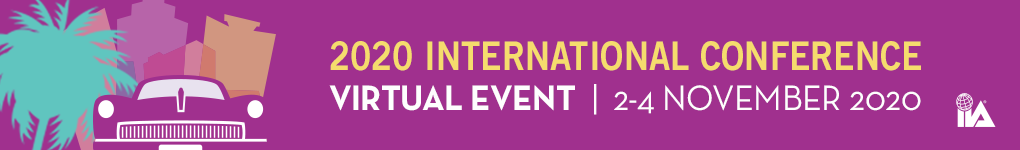 2020 INTERNATIONAL CONFERENCE
VIRTUAL EVENT | 2-4 NOVEMBER 2020
IIA